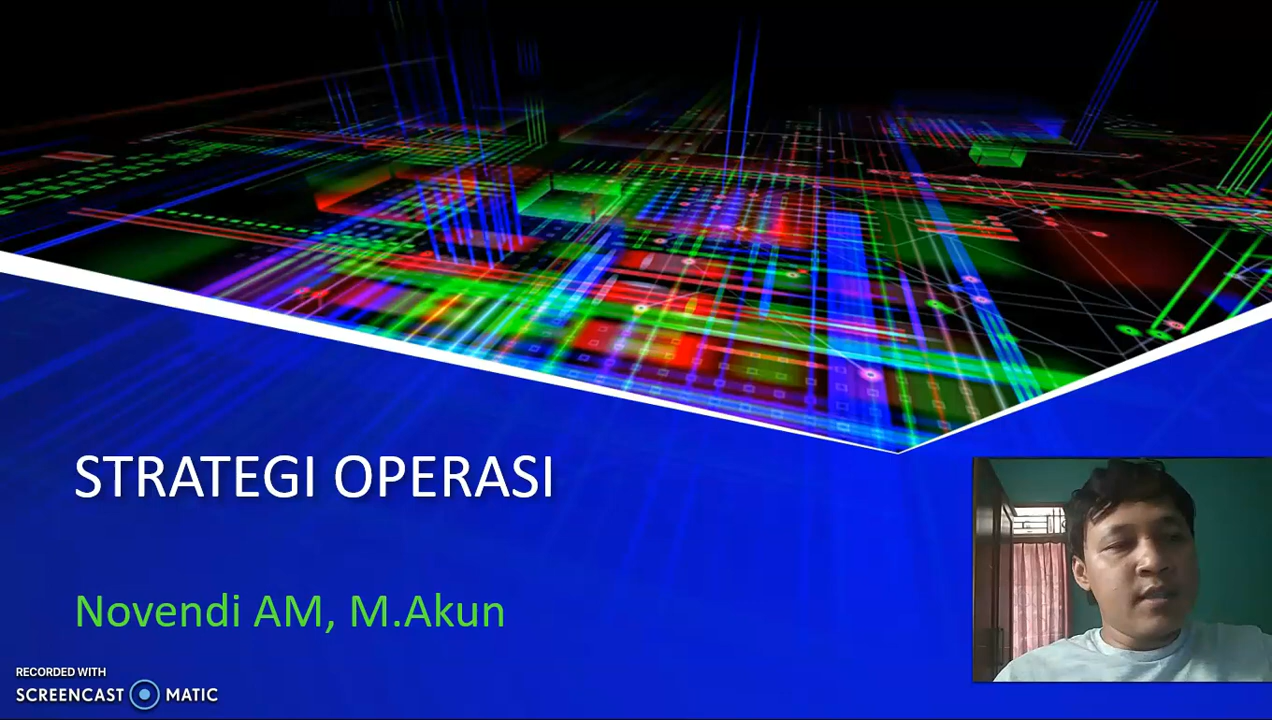 STRATEGI OPERASI
Novendi AM, M.Akun
RECORDED WITH
SCREENCAST MATIC